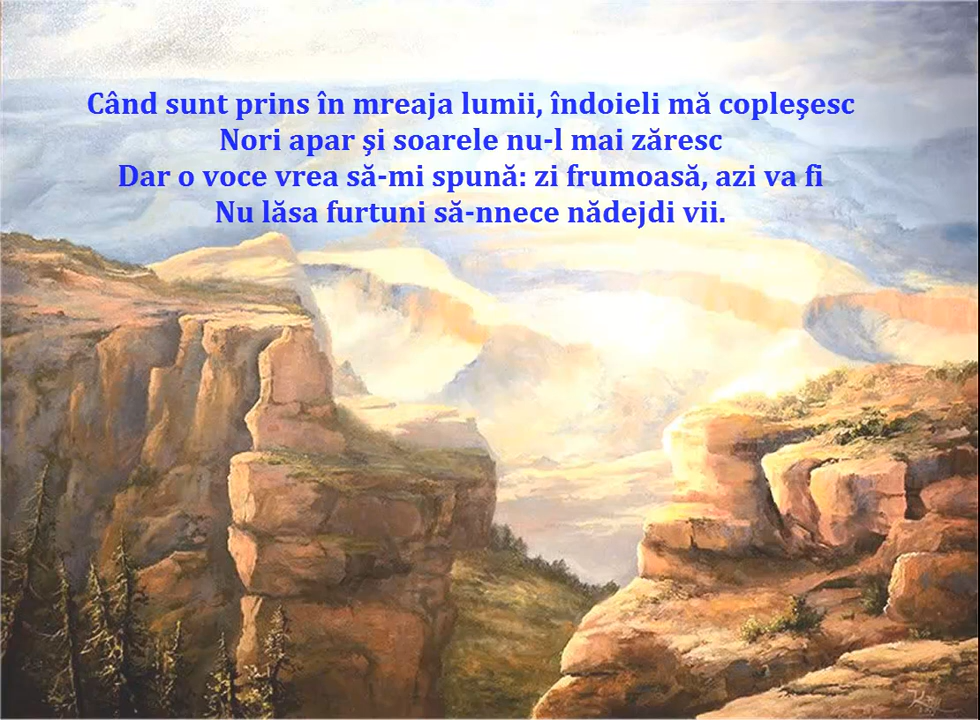 Când sunt prins în mreaja lumii, îndoieli mă copleşesc
Nori apar şi soarele nu-l mai zăresc
Dar o voce vrea să-mi spună: zi frumoasă, azi va fi
Nu lăsa furtuni să-nnece nădejdi vii.